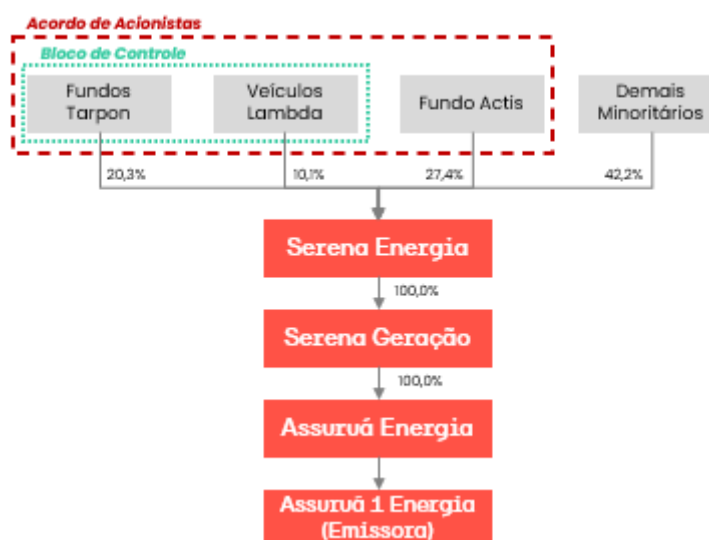 Acordo de Acionistas
Bloco de Controle
Fundos
Tarpon
Veículos
Lambda
Fundo Actis
Demais
Minoritários
20,3%
10,1%
27,4%
42,2%
Serena Energia
100,0%
Serena Geração
100,0%
Assuruá Energia
Assuruá 1 Energia
(Emissora)